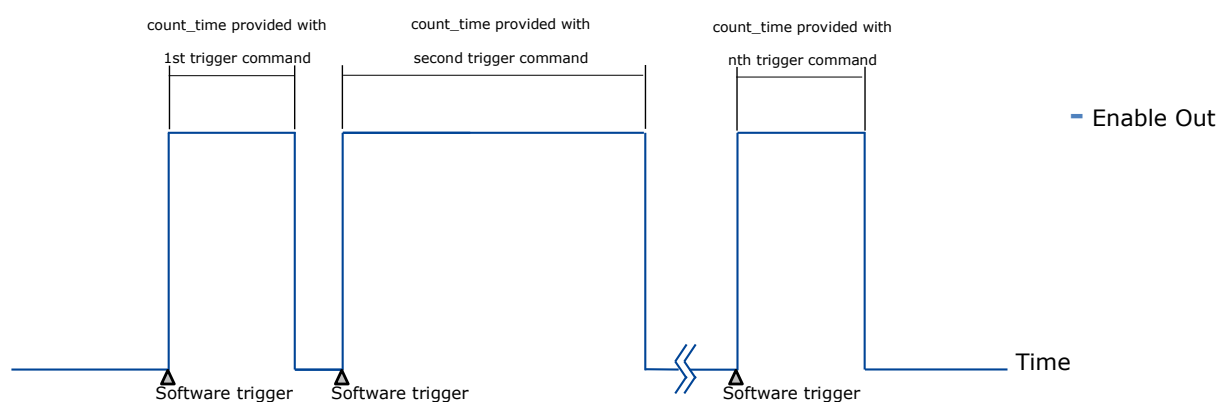 count_time provided with
1st trigger command
count_time provided with
second trigger command
count_time provided with
nth trigger command
Enable Out
Time
Software trigger
Software trigger
Software trigger